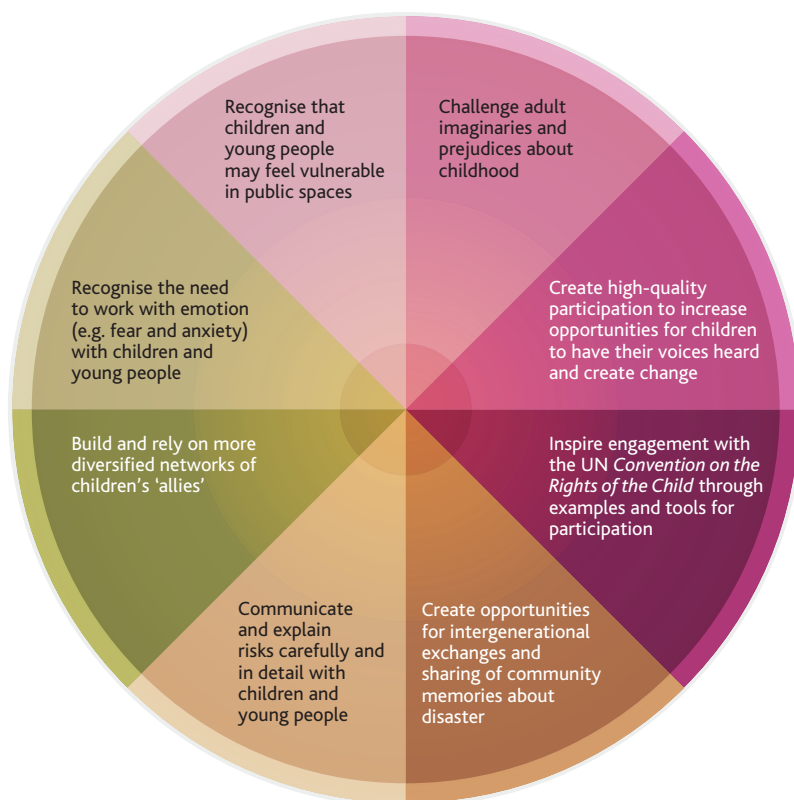 Recognise that
children and
young people
may feel vulnerable
in public spaces
Challenge adult
imaginaries and
prejudices about
childhood
Create high-quality
participation to increase
opportunities for children
to have their voices heard
and create change
Inspire engagement with
the UN Convention on the
Rights of the Child through
examples and tools for
participation
Create opportunities
for intergenerational
exchanges and
sharing of community
memories about
disaster
Communicate
and explain
risks carefully and
in detail with
children and
young people
Build and rely on more
diversified networks of
children’s ‘allies’
Recognise the need
to work with emotion
(e.g. fear and anxiety)
with children and
young people